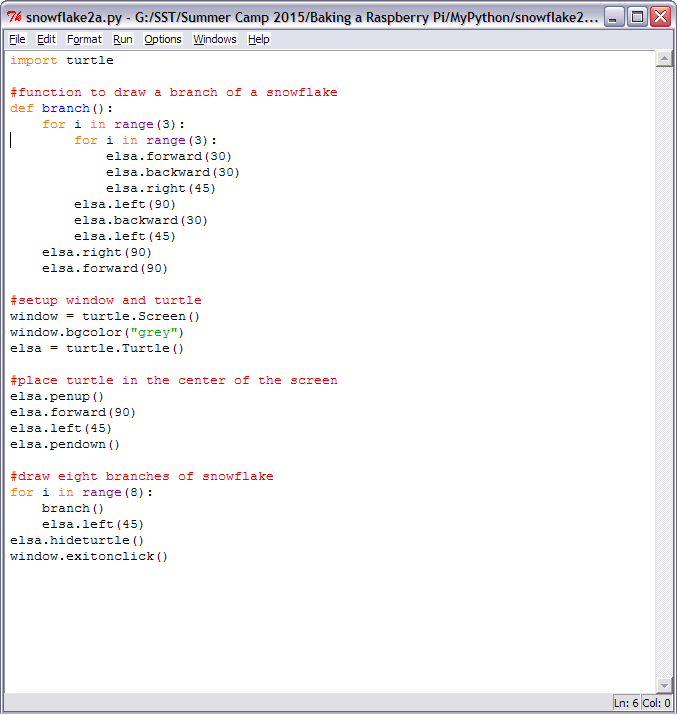 snowflake2a.py - G:/SST/Summer Camp 2015/Baking a Raspberry Pi/MyPython/snowflake2...
File Edit Format Run Options Windows Help
import turtle

#function to draw a branch of a snowflake
def branch():
    for i in range(3):
        for i in range(3):
            elsa.forward(30)
            elsa.backward(30)
            elsa.right(45)
        elsa.left(90)
        elsa.backward(30)
        elsa.left(45)
    elsa.right(90)
    elsa.forward(90)

#setup window and turtle
window = turtle.Screen()
window.bgcolor("grey")
elsa = turtle.Turtle()

#place turtle in the center of the screen
elsa.penup()
elsa.forward(90)
elsa.left(45)
elsa.pendown()

#draw eight branches of snowflake
for i in range(8):
    branch()
    elsa.left(45)
elsa.hideturtle()
window.exitonclick()
Ln: 6 Col: 0